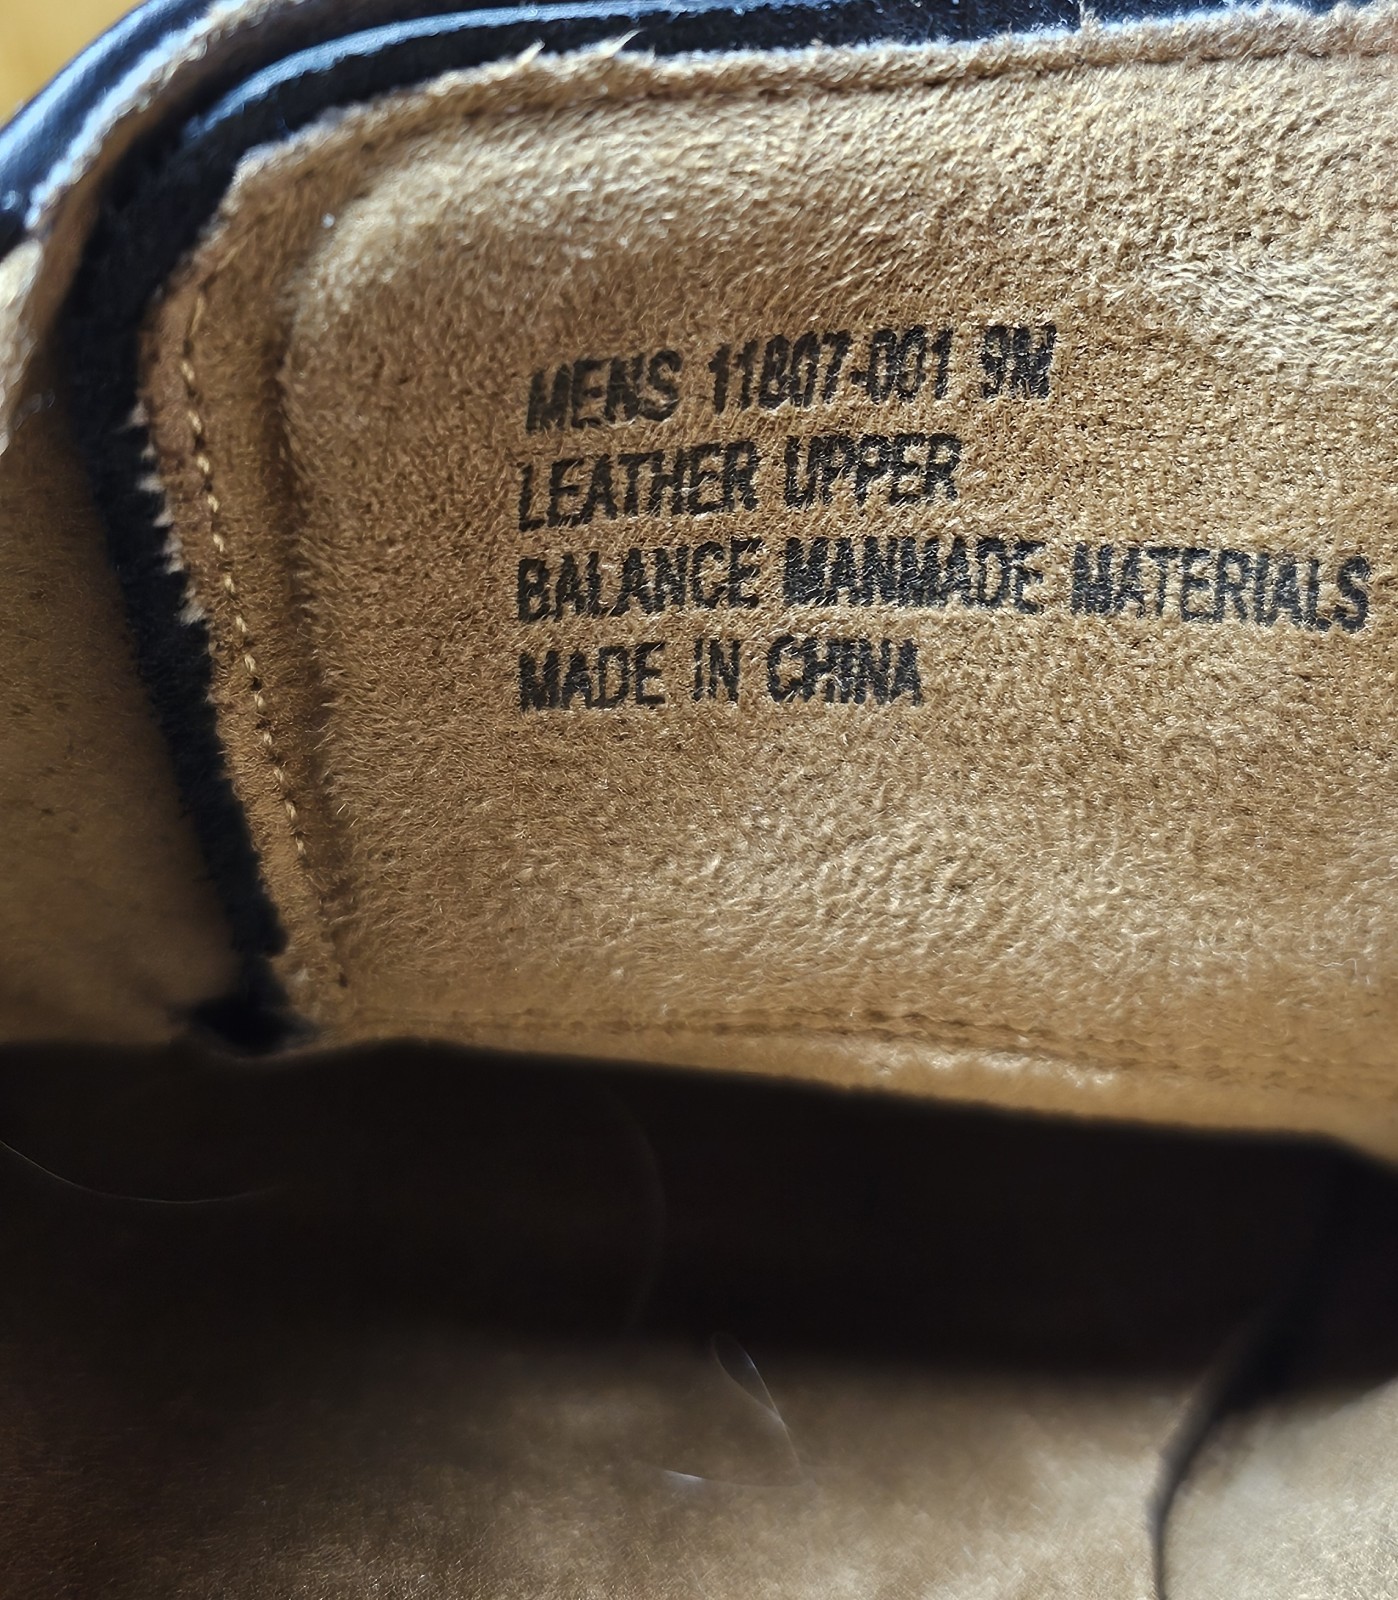 MENS 11807-001 9M
LEATHER UPPER
BALANCE MANMADE MATERIALS
MADE IN CHINA